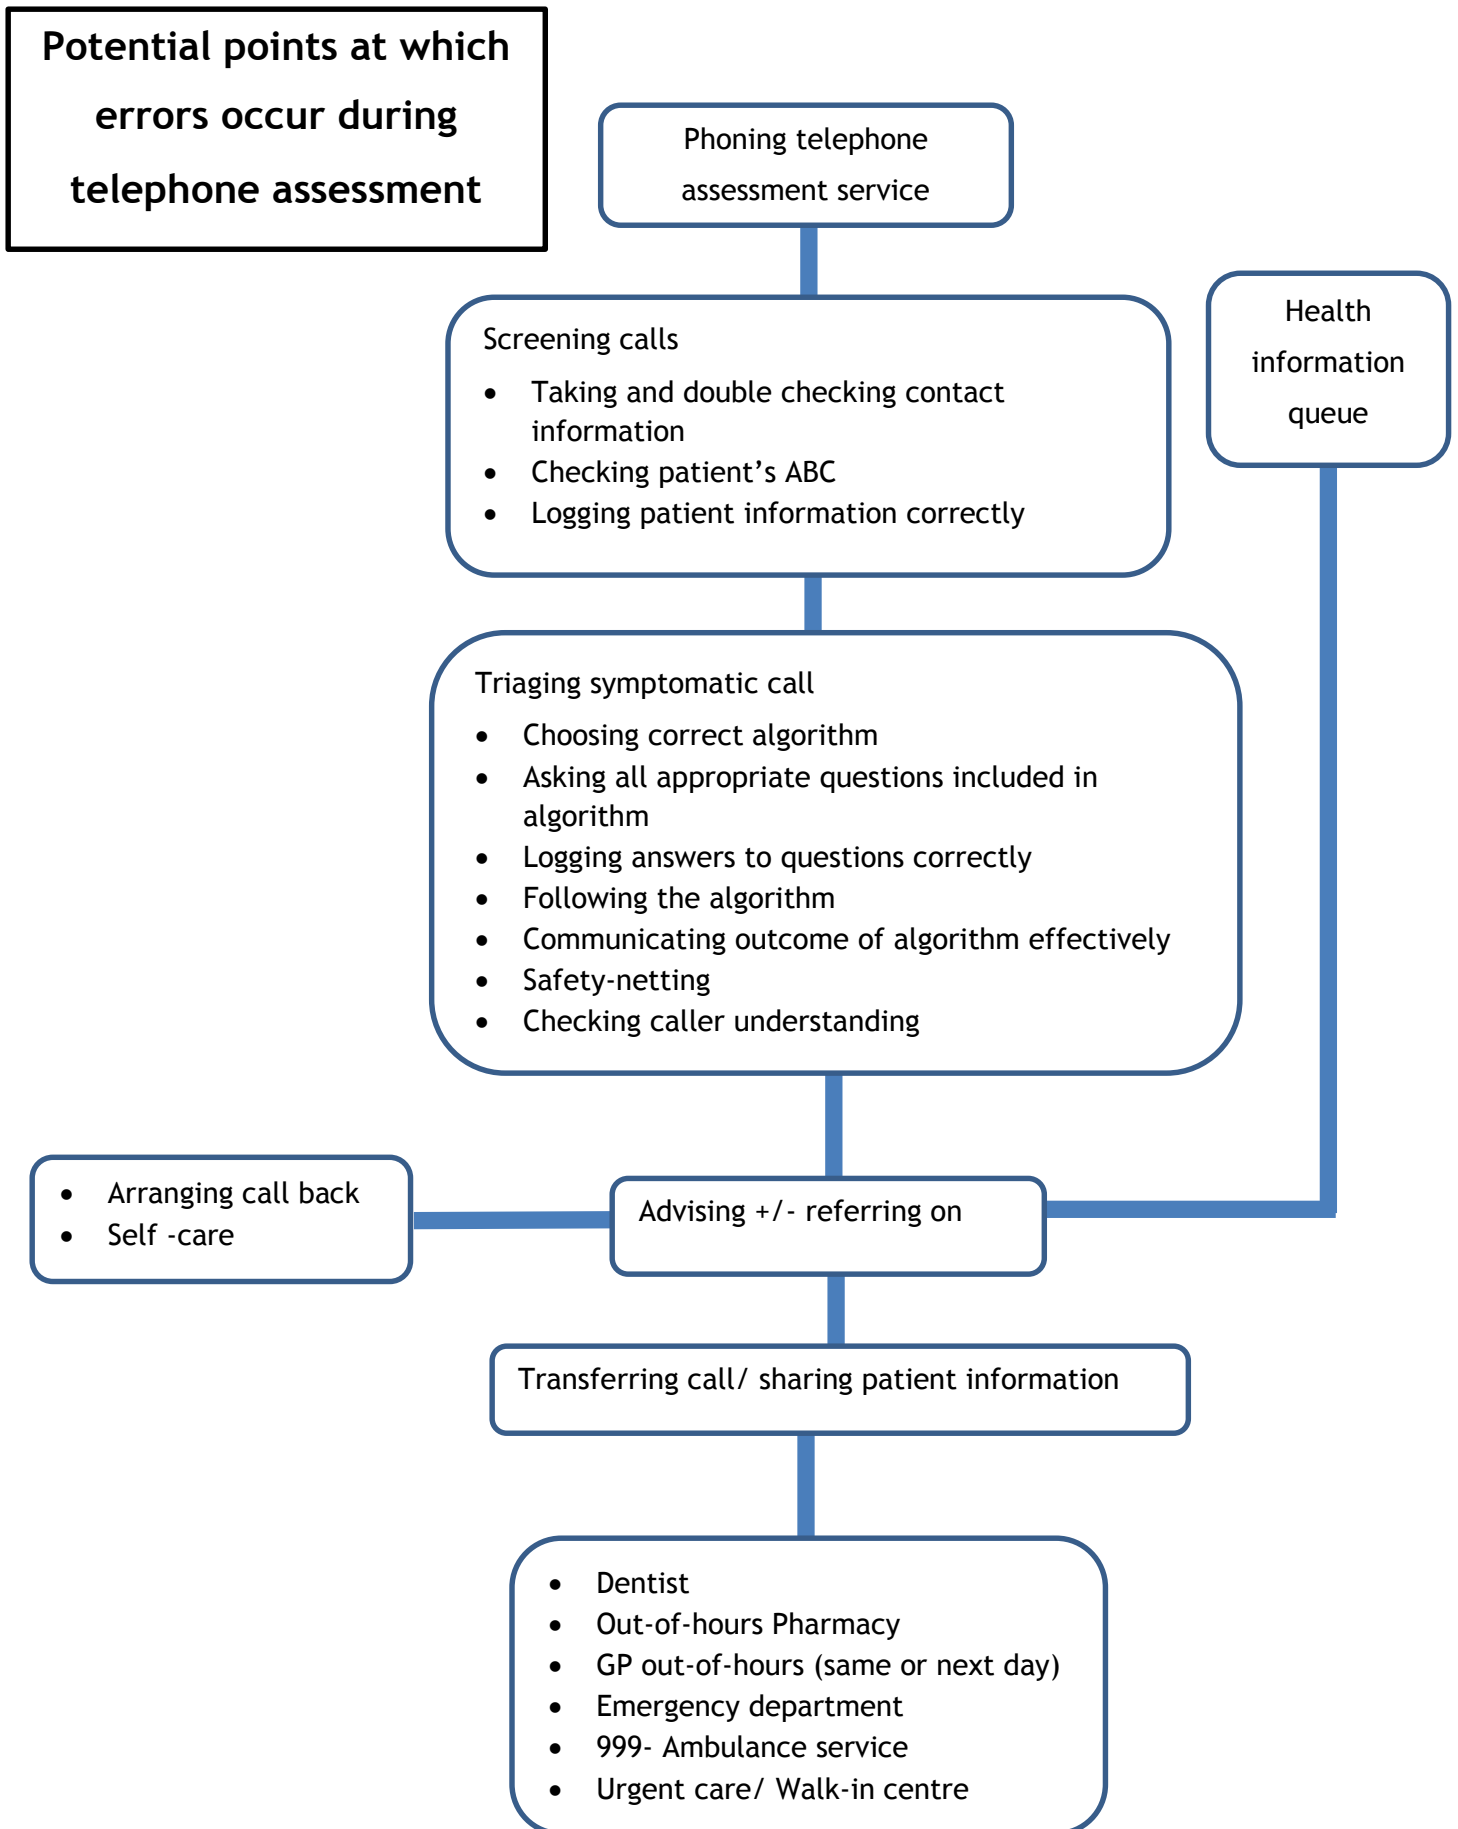 Potential points at which
errors occur during
telephone assessment
Phoning telephone
assessment service
Health
information
queue
Screening calls
• Taking and double checking contact
information
• Checking patient’s ABC
• Logging patient information correctly
Triaging symptomatic call
• Choosing correct algorithm
• Asking all appropriate questions included in
algorithm
• Logging answers to questions correctly
• Following the algorithm
• Communicating outcome of algorithm effectively
• Safety-netting
• Checking caller understanding
• Arranging call back
• Self -care
Advising +/- referring on
Transferring call/ sharing patient information
• Dentist
• Out-of-hours Pharmacy
• GP out-of-hours (same or next day)
• Emergency department
• 999- Ambulance service
• Urgent care/ Walk-in centre